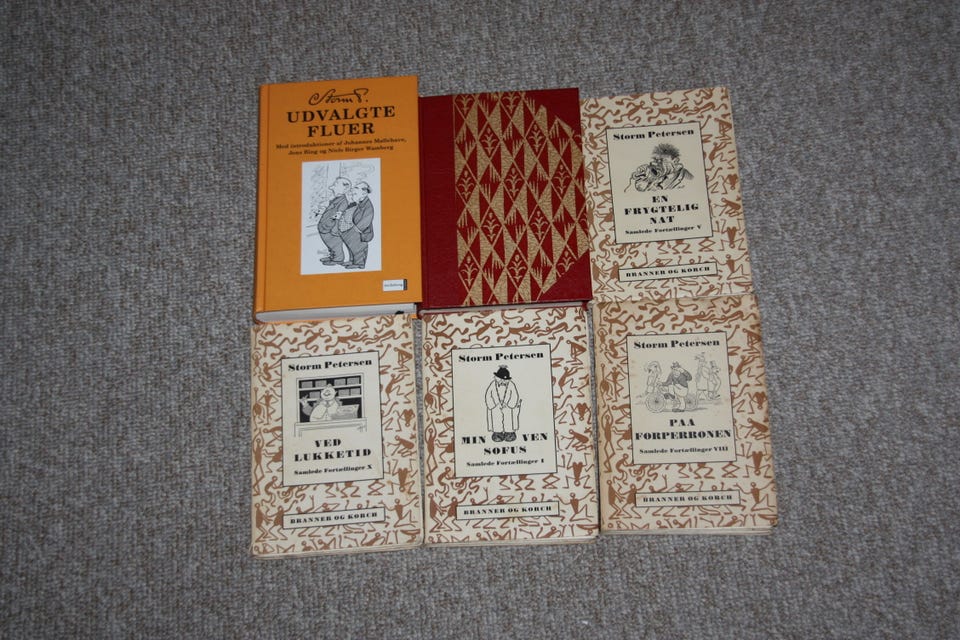 Storm P.
UDVALGTE
FLUER
Med introduktioner af Johannes Møllehave,
Jens Bing og Niels Birger Wamberg
Storm Petersen
EN
FRYGTELIG
NAT
Samlede Fortællinger V
BRANNER OG KORCH
Storm Petersen
VED
LUKKETID
Samlede Fortællinger X
BRANNER OG KORCH
Storm Petersen
MIN VEN
SOFUS
Samlede Fortællinger I
BRANNER OG KORCH
Storm Petersen
PAA
FORPERRONEN
Samlede Fortællinger VIII
BRANNER OG KORCH